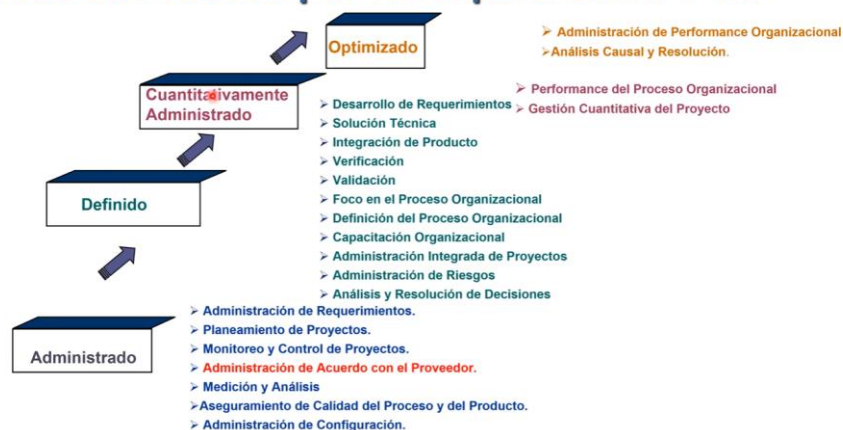 Optimizado
Administración de Performance Organizacional
Análisis Causal y Resolución.
Cuantitativamente
Administrado
Performance del Proceso Organizacional
Gestión Cuantitativa del Proyecto
Definido
Desarrollo de Requerimientos
Solución Técnica
Integración de Producto
Verificación
Validación
Foco en el Proceso Organizacional
Definición del Proceso Organizacional
Capacitación Organizacional
Administración Integrada de Proyectos
Administración de Riesgos
Análisis y Resolución de Decisiones
Administrado
Administración de Requerimientos.
Planeamiento de Proyectos.
Monitoreo y Control de Proyectos.
Administración de Acuerdo con el Proveedor.
Medición y Análisis
Aseguramiento de Calidad del Proceso y del Producto.
Administración de Configuración.